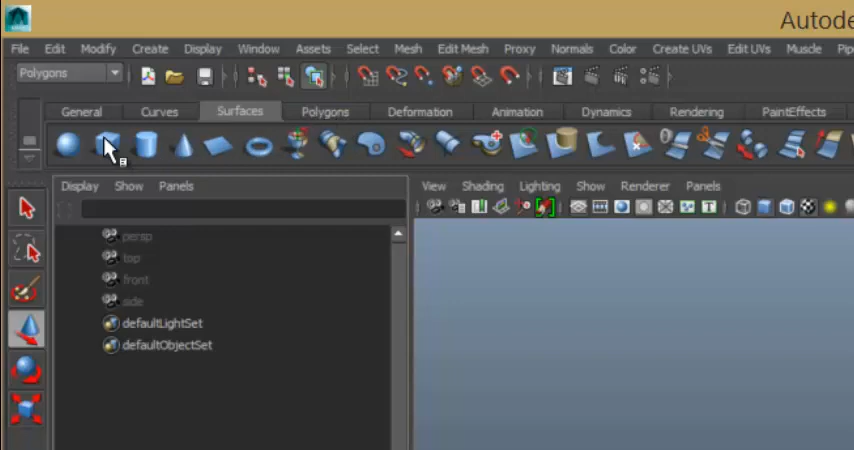 Autode
File Edit Modify Create Display Window Assets Select Mesh Edit Mesh Proxy Normals Color Create UVs Edit UVs Muscle Pip
Polygons
General Curves Surfaces Polygons Deformation Animation Dynamics Rendering PaintEffects
Display Show Panels
View Shading Lighting Show Renderer Panels
persp
top
front
side
defaultLightSet
defaultObjectSet